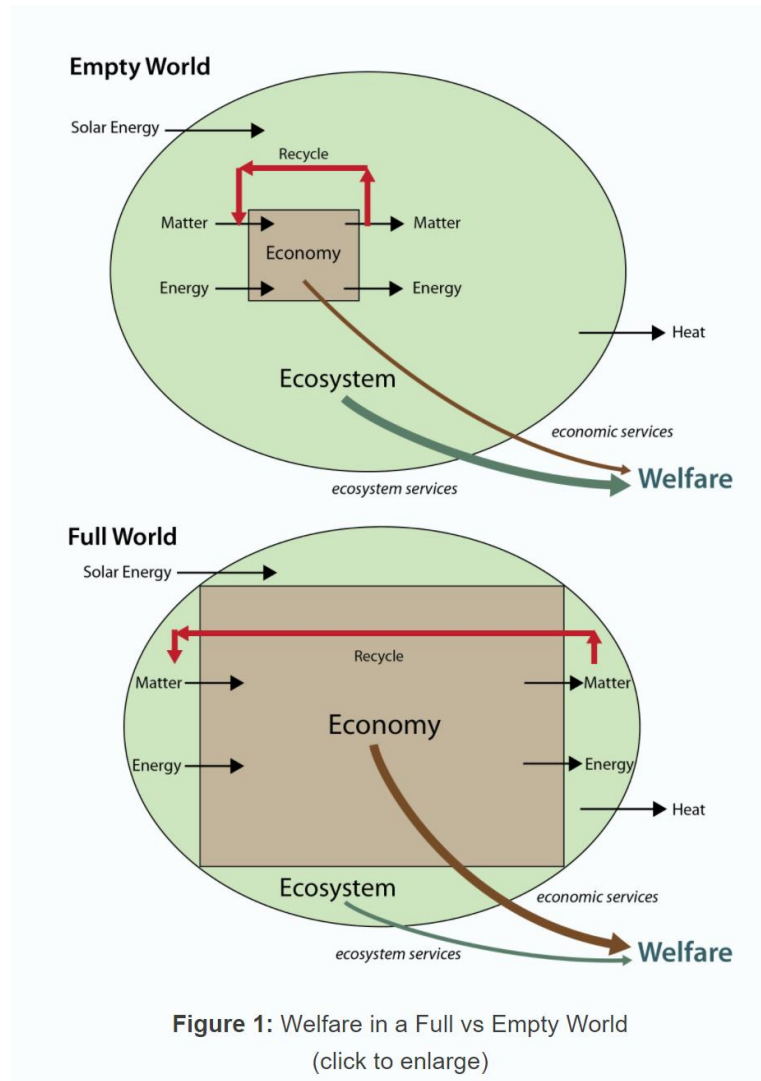 Empty World
Solar Energy
Recycle
Matter
Matter
Economy
Energy
Energy
Heat
Ecosystem
economic services
Welfare
ecosystem services
Full World
Solar Energy
Recycle
Matter
Matter
Economy
Energy
Energy
Heat
Ecosystem
economic services
ecosystem services
Welfare
Figure 1: Welfare in a Full vs Empty World
(click to enlarge)